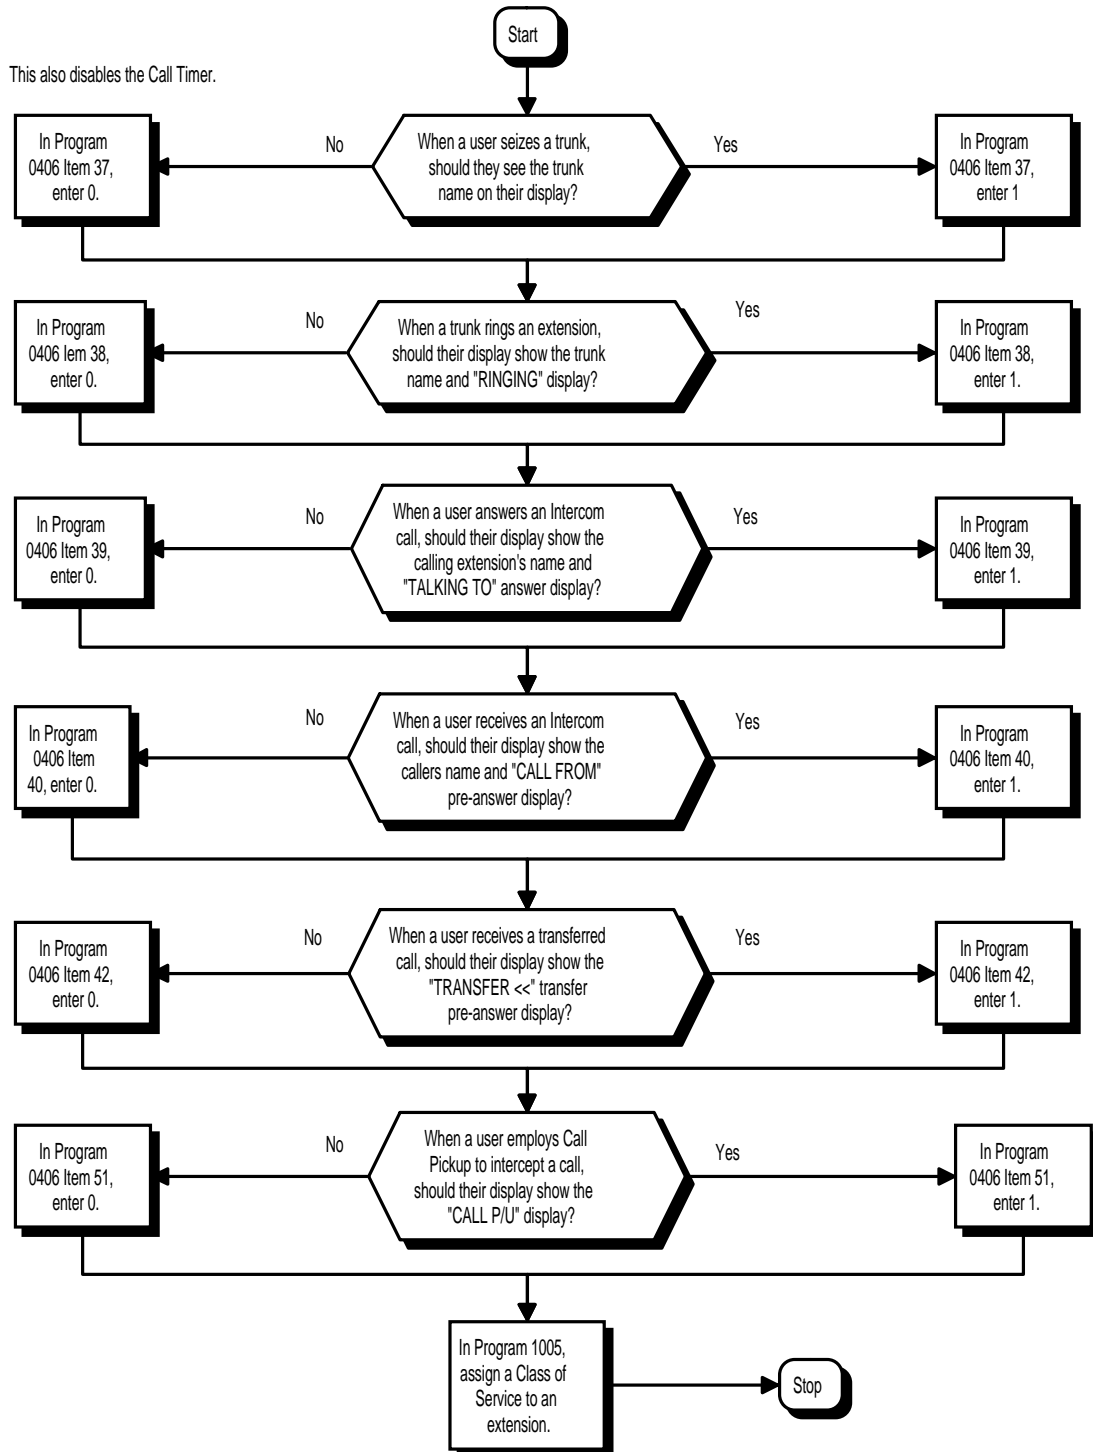 Start
This also disables the Call Timer.
In Program
0406 Item 37,
enter 0.
No
When a user seizes a trunk,
should they see the trunk
name on their display?
Yes
In Program
0406 Item 37,
enter 1
In Program
0406 Iem 38,
enter 0.
No
When a trunk rings an extension,
should their display show the trunk
name and "RINGING" display?
Yes
In Program
0406 Item 38,
enter 1.
In Program
0406 Item 39,
enter 0.
No
When a user answers an Intercom
call, should their display show the
calling extension's name and
"TALKING TO" answer display?
Yes
In Program
0406 Item 39,
enter 1.
In Program
0406 Item
40, enter 0.
No
When a user receives an Intercom
call, should their display show the
callers name and "CALL FROM"
pre-answer display?
Yes
In Program
0406 Item 40,
enter 1.
In Program
0406 Item 42,
enter 0.
No
When a user receives a transferred
call, should their display show the
"TRANSFER <<" transfer
pre-answer display?
Yes
In Program
0406 Item 42,
enter 1.
In Program
0406 Item 51,
enter 0.
No
When a user employs Call
Pickup to intercept a call,
should their display show the
"CALL P/U" display?
Yes
In Program
0406 Item 51,
enter 1.
In Program 1005,
assign a Class of
Service to an
extension.
Stop